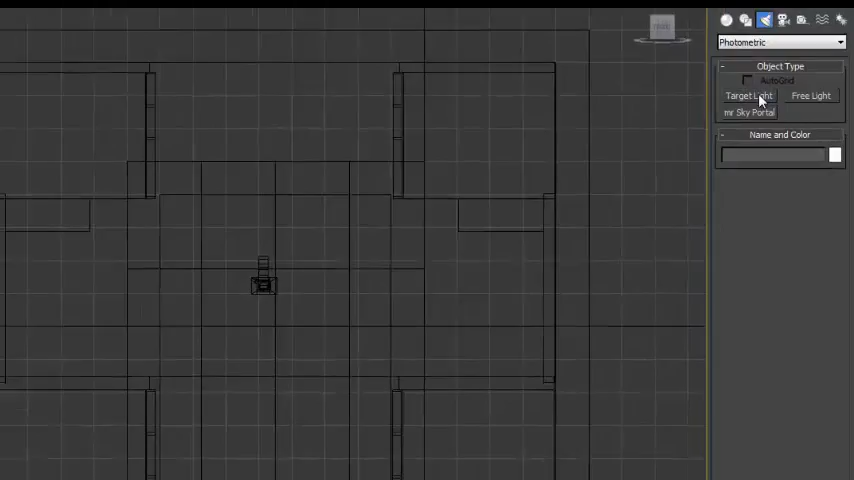 Photometric
Object Type
AutoGrid
Target Light
Free Light
mr Sky Portal
Name and Color